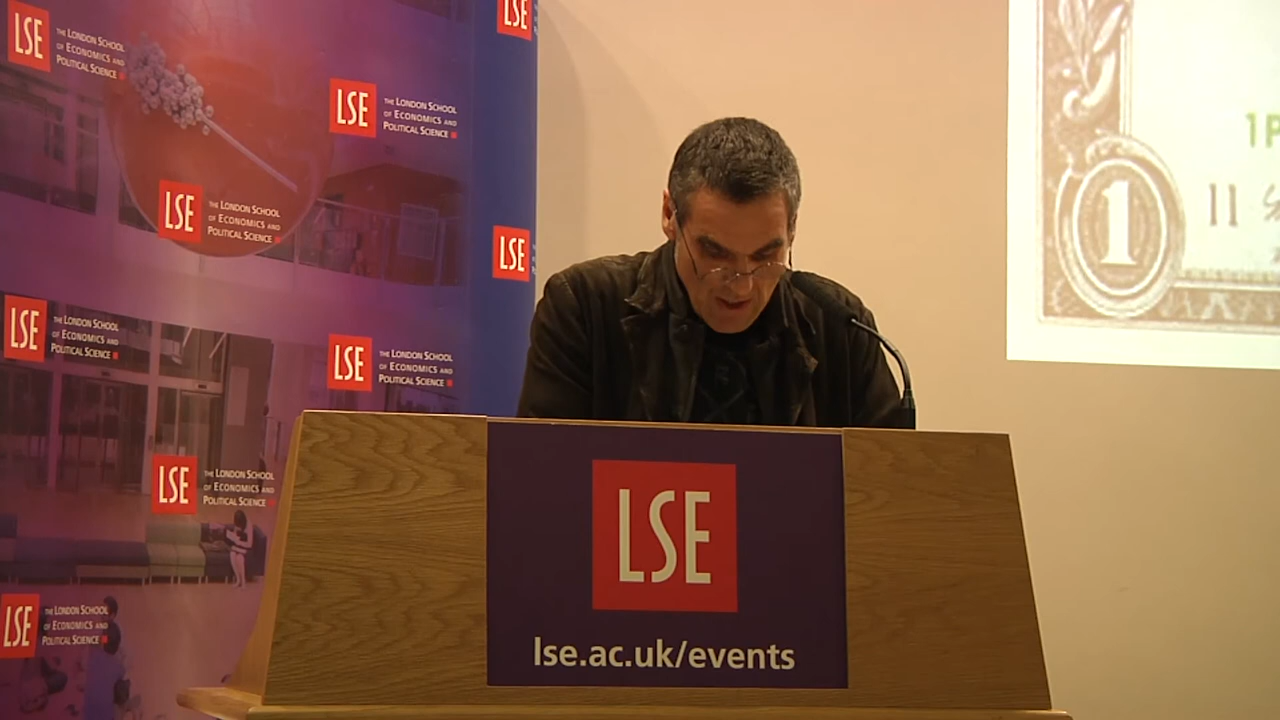 LSE
THE LONDON SCHOOL
OF ECONOMICS AND
POLITICAL SCIENCE
LSE
THE LONDON SCHOOL
OF ECONOMICS AND
POLITICAL SCIENCE
LSE
LSE
THE LONDON SCHOOL
OF ECONOMICS AND
POLITICAL SCIENCE
LSE
LSE
THE LONDON SCHOOL
OF ECONOMICS AND
POLITICAL SCIENCE
LSE
THE LONDON SCHOOL
OF ECONOMICS AND
POLITICAL SCIENCE
LSE
THE LONDON SCHOOL
OF ECONOMICS AND
POLITICAL SCIENCE
LSE
THE LONDON SCHOOL
OF ECONOMICS AND
POLITICAL SCIENCE
LSE
lse.ac.uk/events
1
11